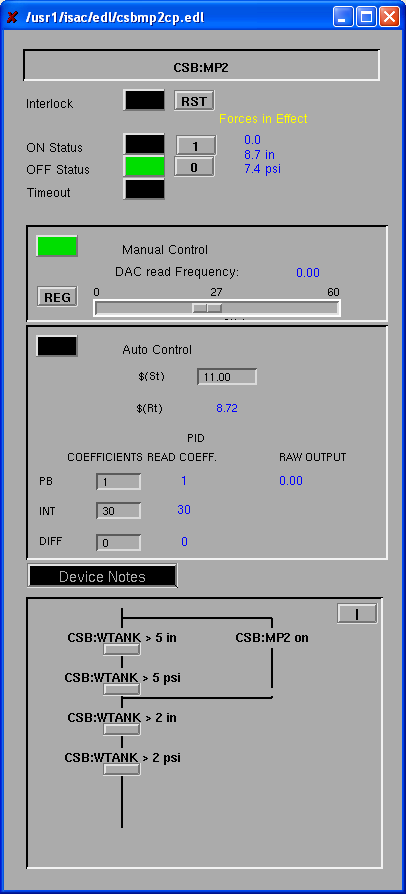 /usr1/isac/edl/csbmp2cp.edl
CSB:MP2
Interlock RST
Forces in Effect
ON Status 1 0.0
8.7 in
OFF Status 0 7.4 psi
Timeout
Manual Control
DAC read Frequency: 0.00
REG 0 27 60
Auto Control
$(St) 11.00
$(Rt) 8.72
PID
COEFFICIENTS READ COEFF. RAW OUTPUT
PB 1 1 0.00
INT 30 30
DIFF 0 0
Device Notes
I
CSB:WTANK > 5 in CSB:MP2 on
CSB:WTANK > 5 psi
CSB:WTANK > 2 in
CSB:WTANK > 2 psi